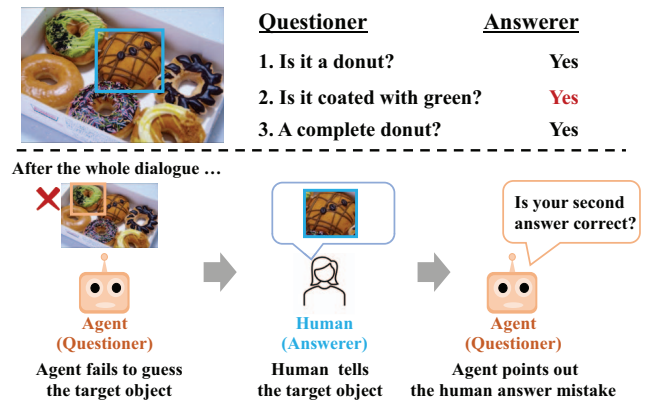 Questioner Answerer
1. Is it a donut? Yes
2. Is it coated with green? Yes
3. A complete donut? Yes
After the whole dialogue …
Is your second
answer correct?
Agent
(Questioner)
Human
(Answerer)
Agent
(Questioner)
Agent fails to guess
the target object
Human tells
the target object
Agent points out
the human answer mistake